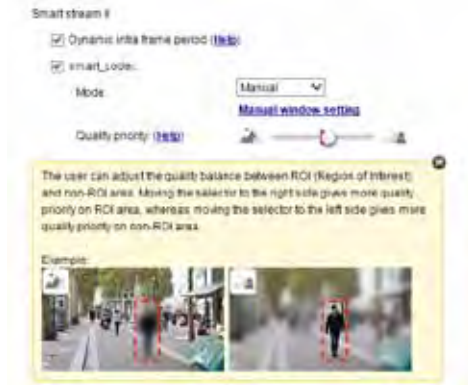 Smart stream II
Dynamic intra frame period (Help)
smart_codec:
Mode
Manual
Manual window setting
Quality priority: (Help)
The user can adjust the quality balance between ROI (Region of Interest)
and non-ROI area. Moving the selector to the right side gives more quality
priority on ROI area, whereas moving the selector to the left side gives more
quality priority on non-ROI area.
Example: